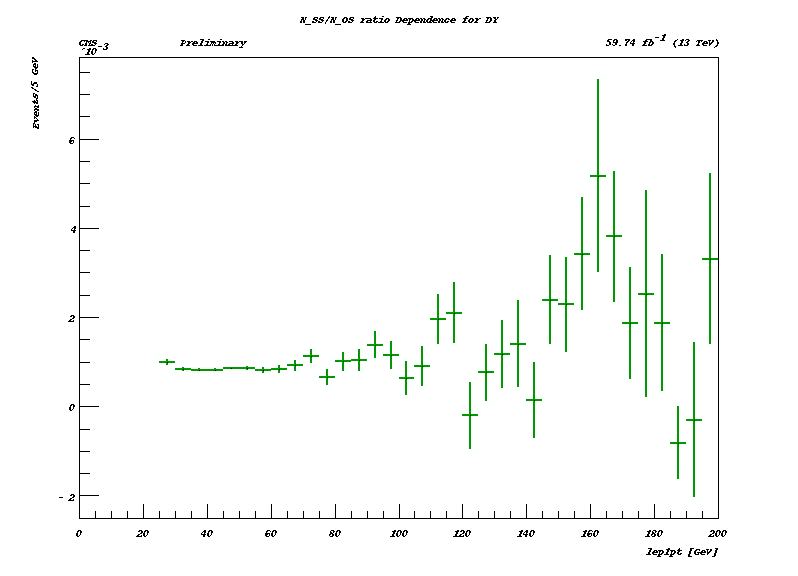 N_SS/N_OS ratio Dependence for DY
CMS Preliminary 59.74 fb^-1 (13 TeV)
^10^-3
Events/5 GeV
6
4
2
0
-2
0 20 40 60 80 100 120 140 160 180 200
lep1pt [GeV]